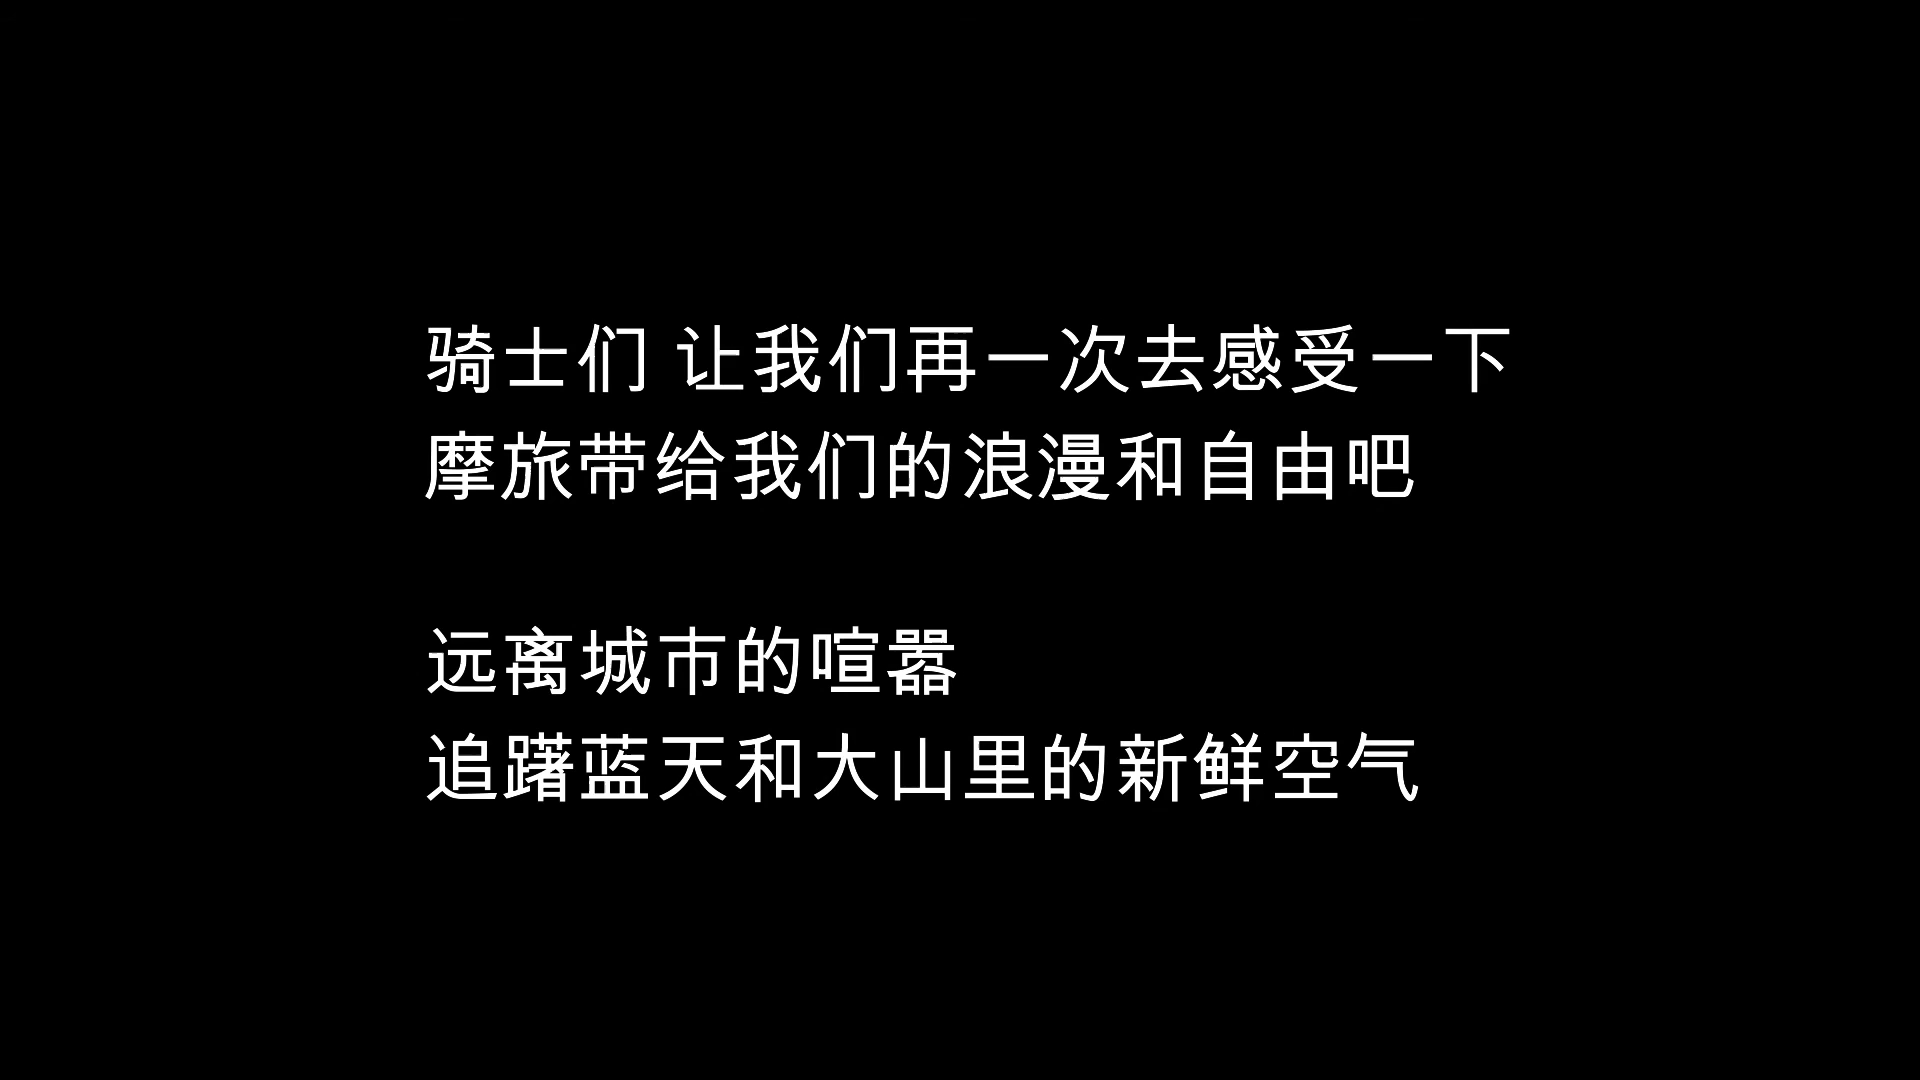 骑士们 让我们再一次去感受一下
摩旅带给我们的浪漫和自由吧
远离城市的喧嚣
追躇蓝天和大山里的新鲜空气